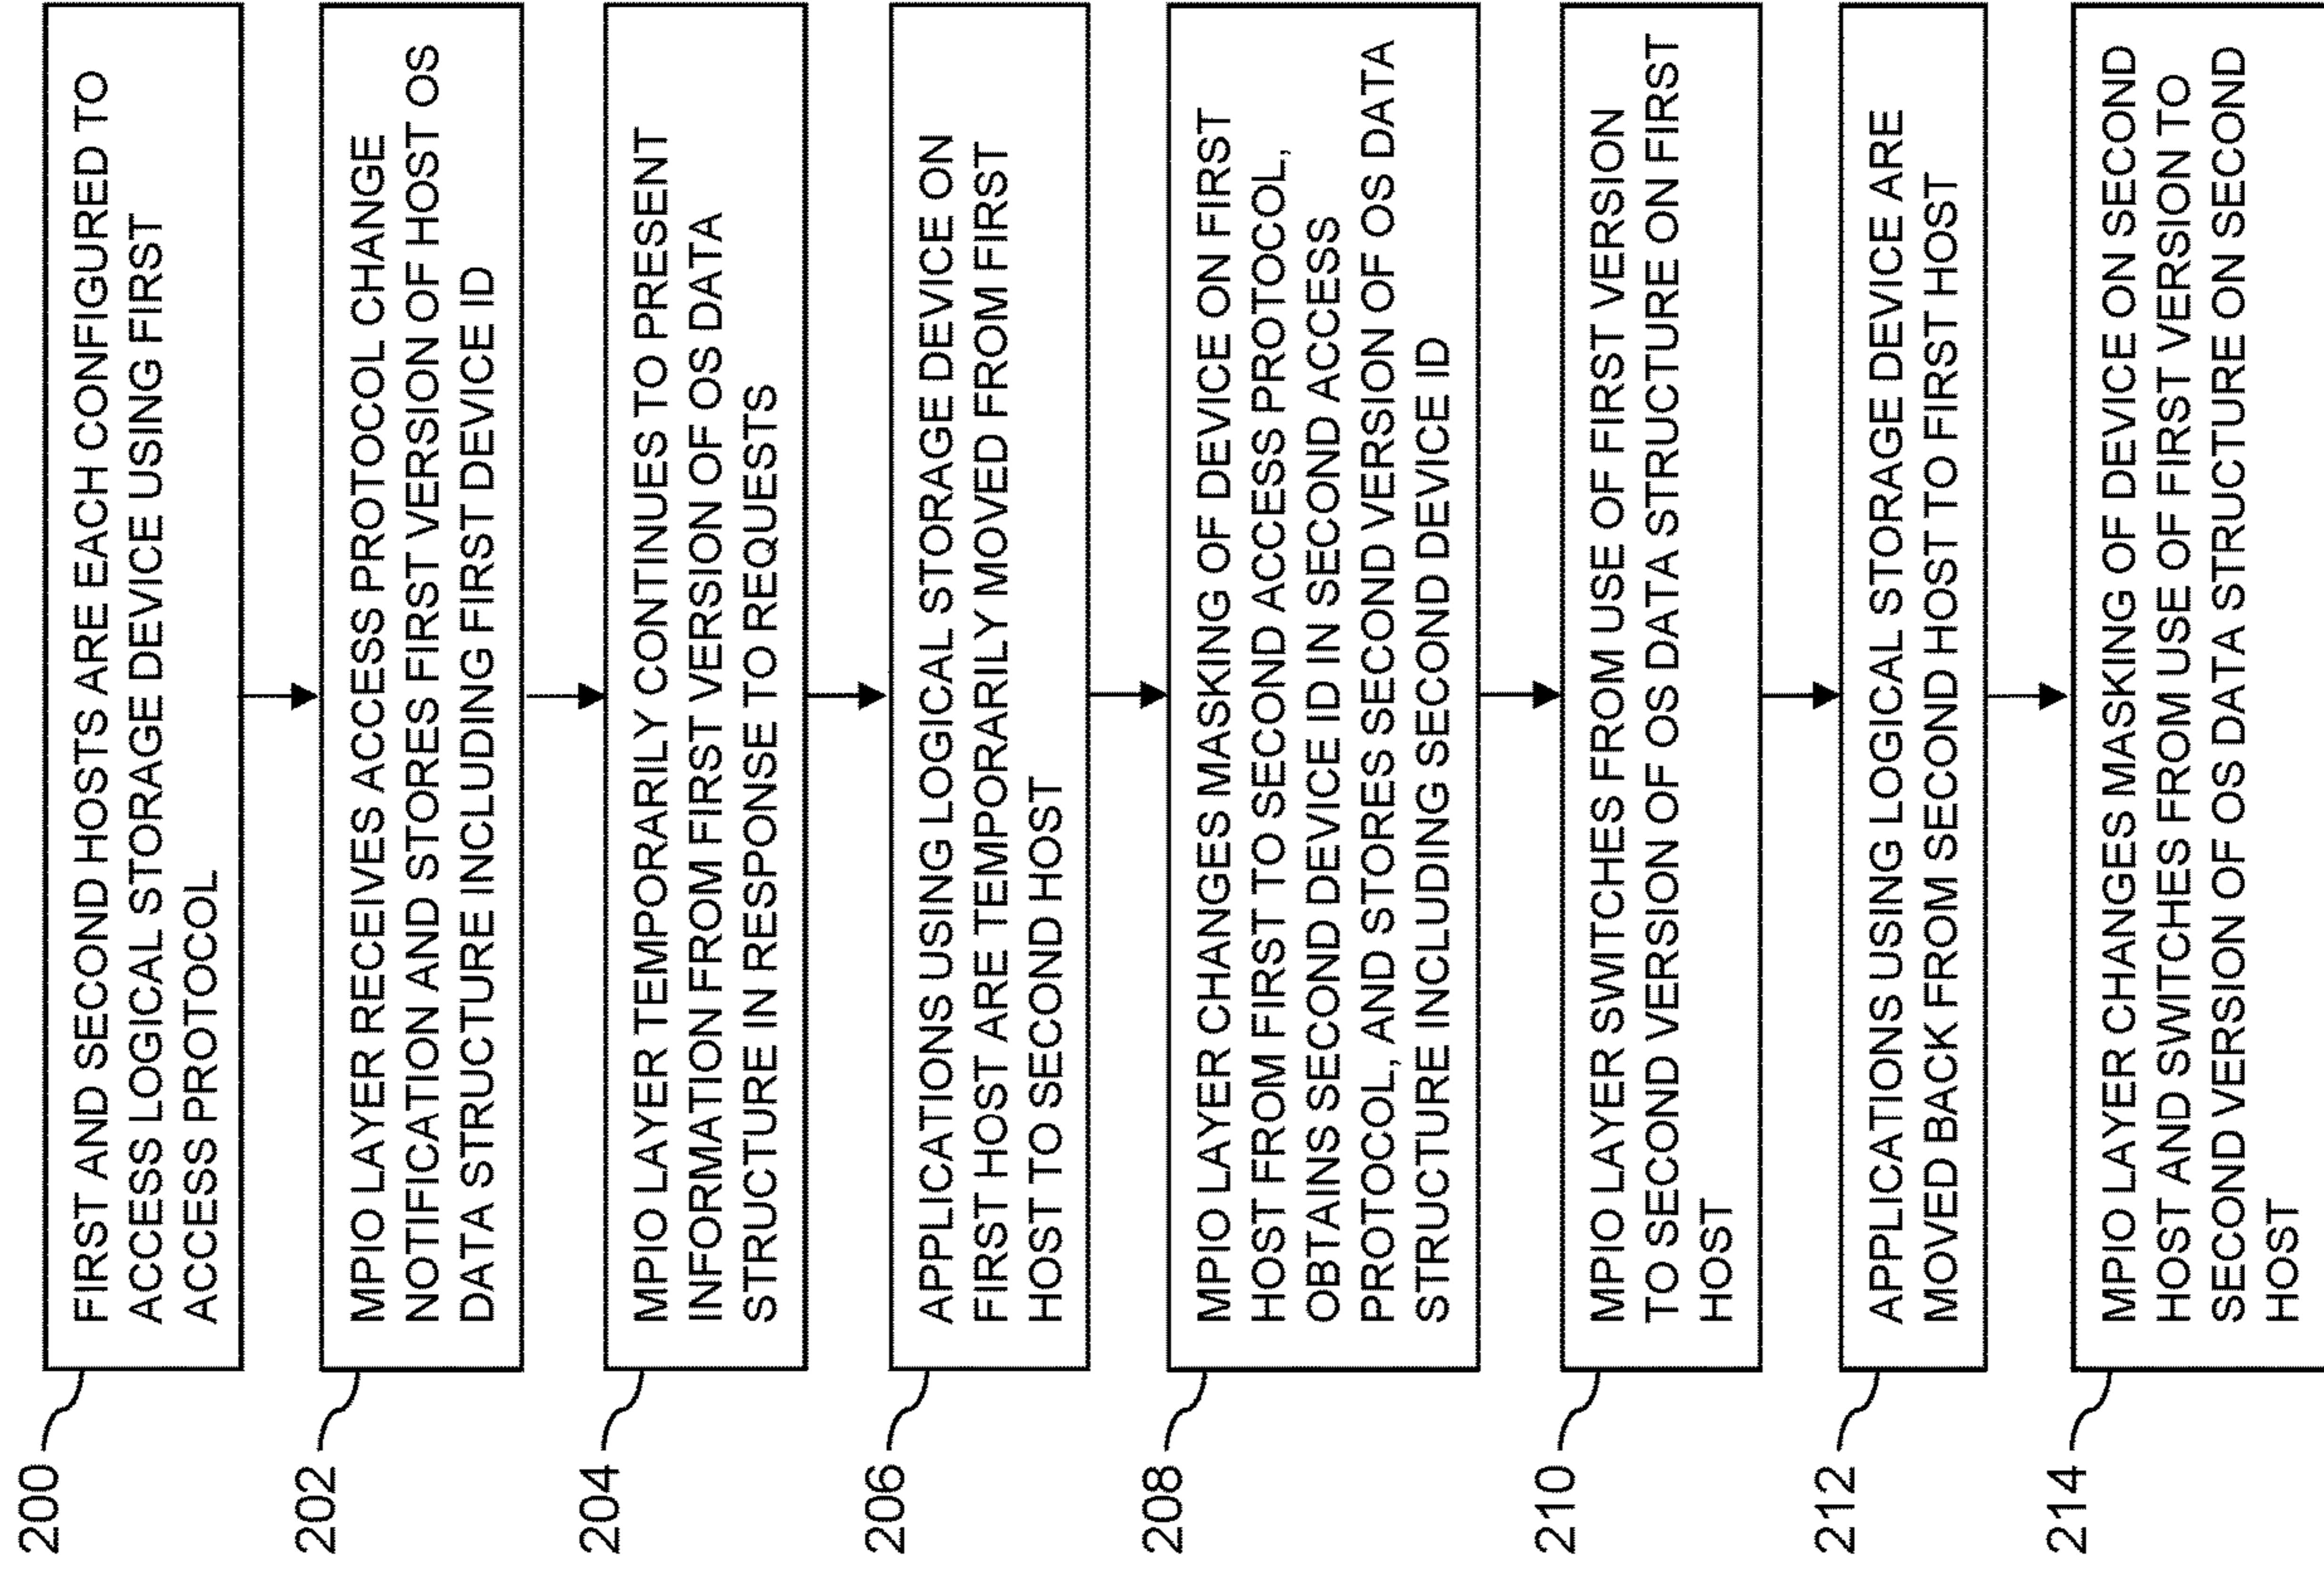 200
FIRST AND SECOND HOSTS ARE EACH CONFIGURED TO
ACCESS LOGICAL STORAGE DEVICE USING FIRST
ACCESS PROTOCOL
202
MPIO LAYER RECEIVES ACCESS PROTOCOL CHANGE
NOTIFICATION AND STORES FIRST VERSION OF HOST OS
DATA STRUCTURE INCLUDING FIRST DEVICE ID
204
MPIO LAYER TEMPORARILY CONTINUES TO PRESENT
INFORMATION FROM FIRST VERSION OF OS DATA
STRUCTURE IN RESPONSE TO REQUESTS
206
APPLICATIONS USING LOGICAL STORAGE DEVICE ON
FIRST HOST ARE TEMPORARILY MOVED FROM FIRST
HOST TO SECOND HOST
208
MPIO LAYER CHANGES MASKING OF DEVICE ON FIRST
HOST FROM FIRST TO SECOND ACCESS PROTOCOL,
OBTAINS SECOND DEVICE ID IN SECOND ACCESS
PROTOCOL, AND STORES SECOND VERSION OF OS DATA
STRUCTURE INCLUDING SECOND DEVICE ID
210
MPIO LAYER SWITCHES FROM USE OF FIRST VERSION
TO SECOND VERSION OF OS DATA STRUCTURE ON FIRST
HOST
212
APPLICATIONS USING LOGICAL STORAGE DEVICE ARE
MOVED BACK FROM SECOND HOST TO FIRST HOST
214
MPIO LAYER CHANGES MASKING OF DEVICE ON SECOND
HOST AND SWITCHES FROM USE OF FIRST VERSION TO
SECOND VERSION OF OS DATA STRUCTURE ON SECOND
HOST